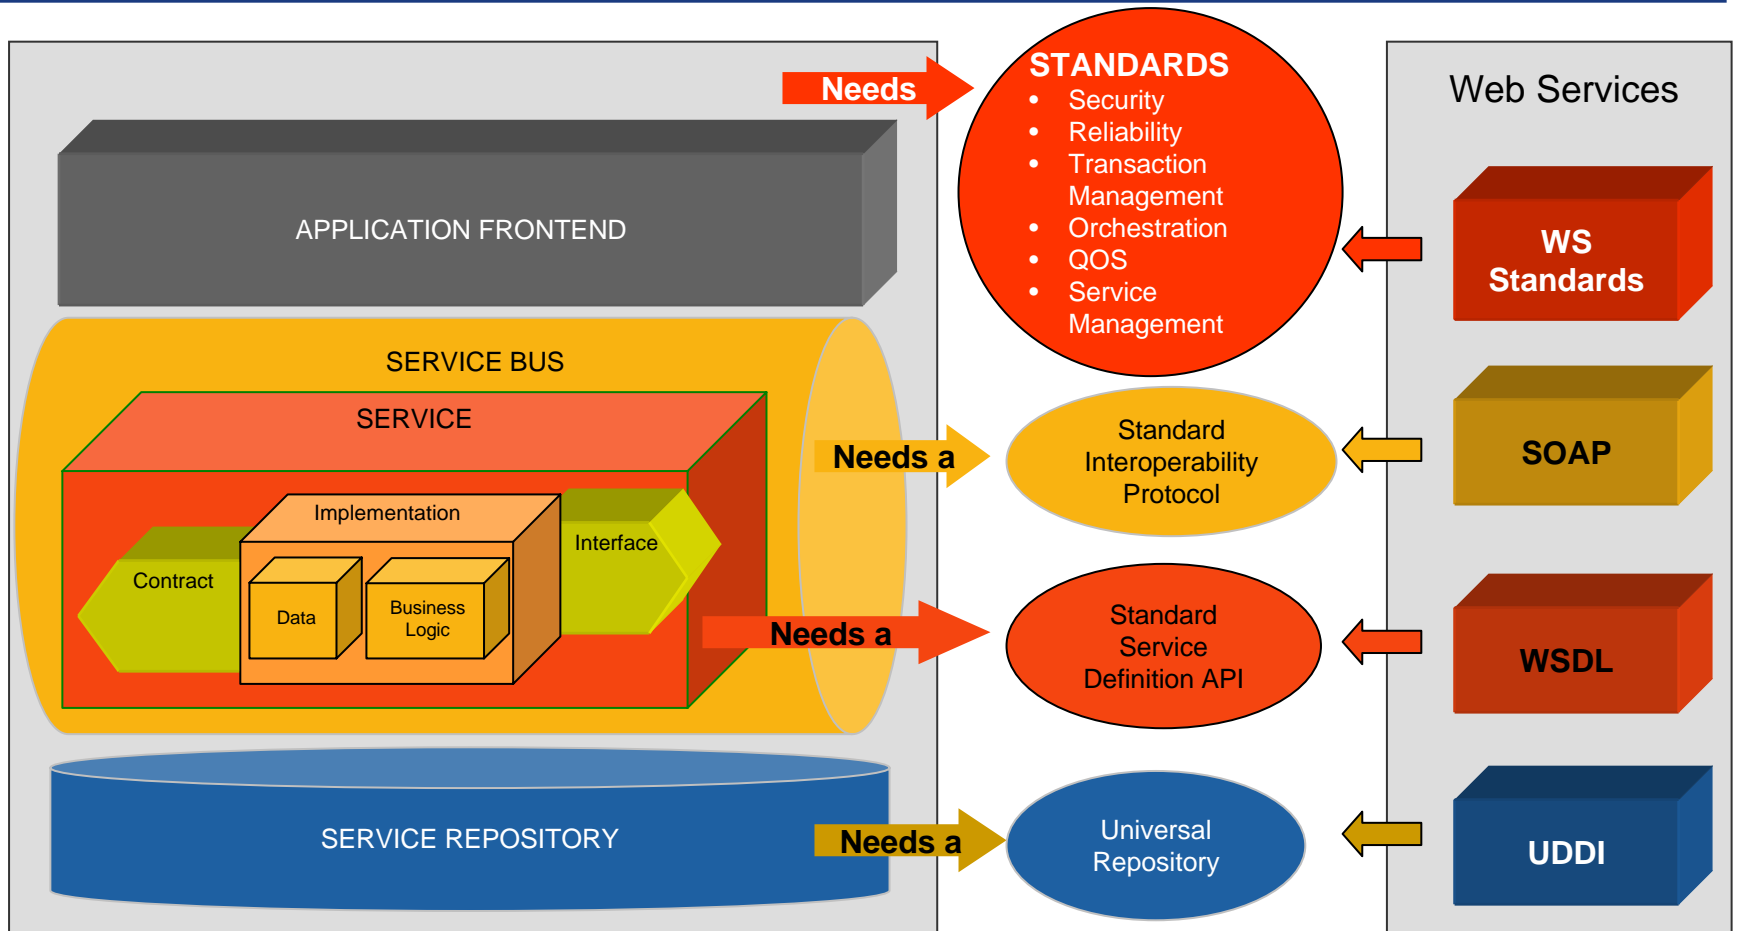 Needs
STANDARDS
• Security
• Reliability
• Transaction
Management
• Orchestration
• QOS
• Service
Management
Web Services
WS
Standards
APPLICATION FRONTEND
SERVICE BUS
SERVICE
Implementation
Interface
Contract
Data
Business
Logic
Needs a
Standard
Interoperability
Protocol
SOAP
Needs a
Standard
Service
Definition API
WSDL
SERVICE REPOSITORY
Needs a
Universal
Repository
UDDI